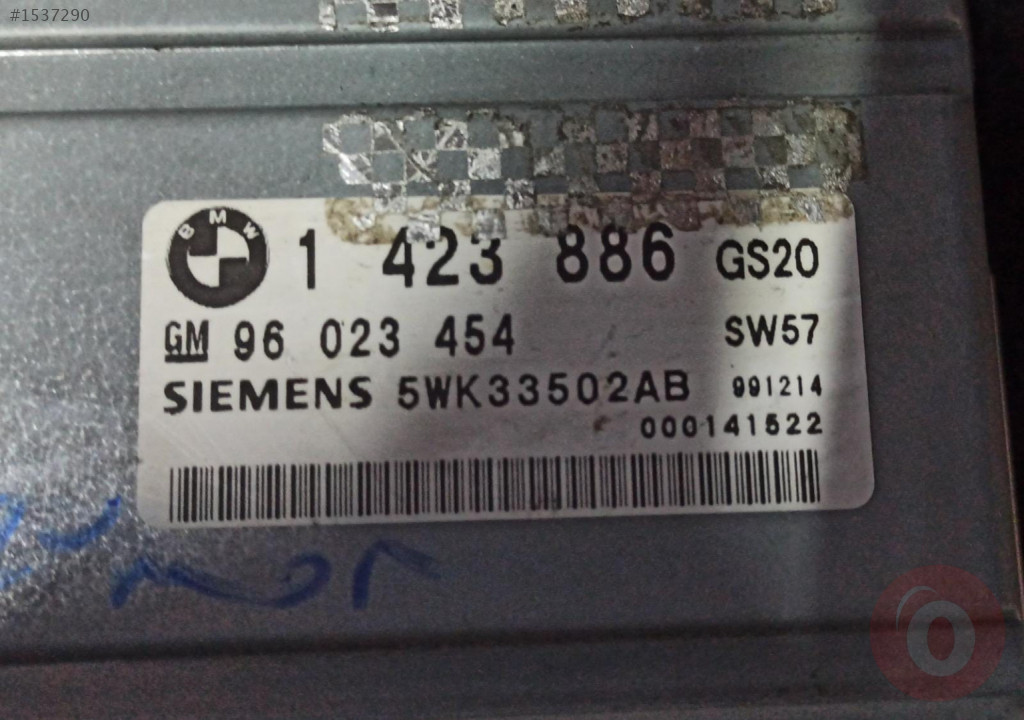 #1537290
BMW 1 423 886 GS20
GM 96 023 454 SW57
SIEMENS 5WK33502AB 991214
000141522